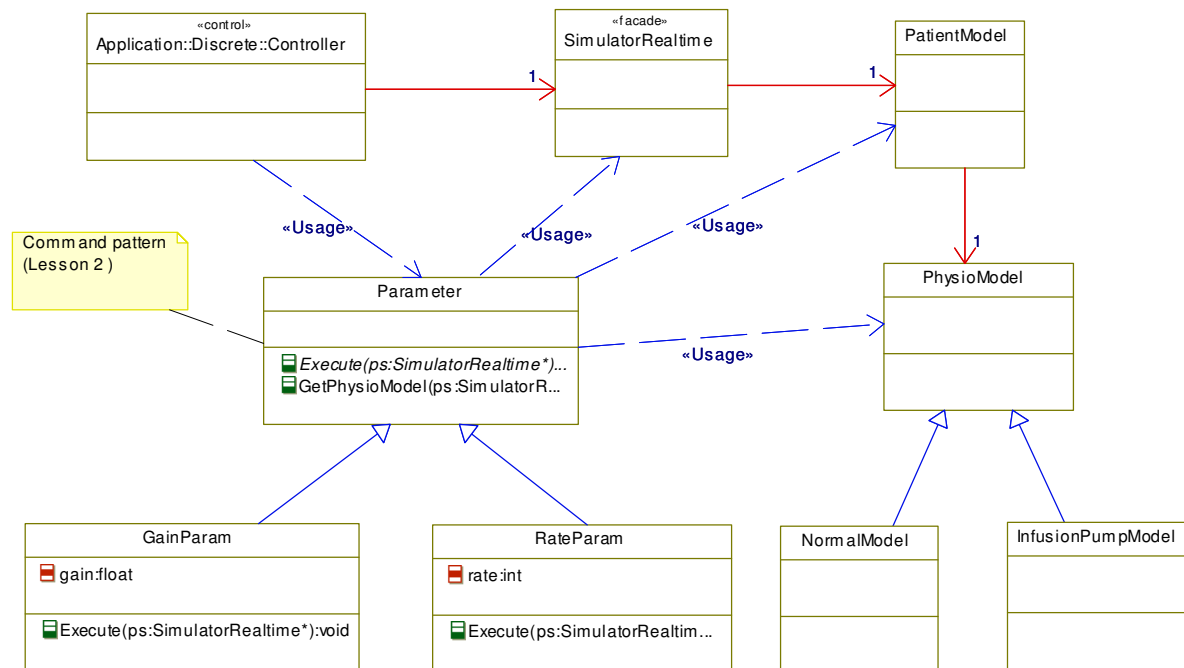 «control»
Application::Discrete::Controller
«facade»
SimulatorRealtime
PatientModel
1
1
«Usage»
«Usage»
«Usage»
1
Command pattern
(Lesson 2 )
Parameter
PhysioModel
Execute(ps:SimulatorRealtime*)...
GetPhysioModel(ps:SimulatorR...
«Usage»
GainParam
gain:float
Execute(ps:SimulatorRealtime*):void
RateParam
rate:int
Execute(ps:SimulatorRealtim...
NormalModel
InfusionPumpModel